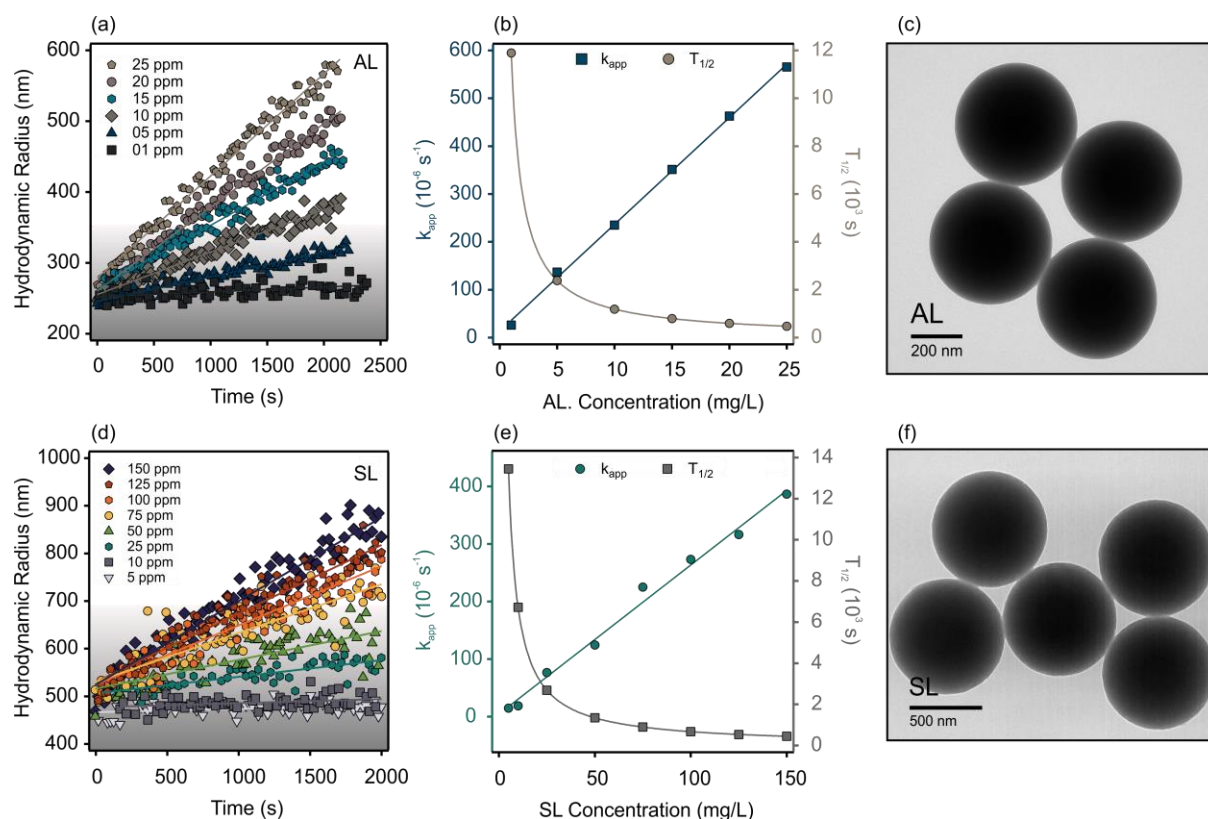 (a)
600
500
400
300
200
Hydrodynamic Radius (nm)
25 ppm
20 ppm
15 ppm
10 ppm
05 ppm
01 ppm
AL
0 500 1000 1500 2000 2500
Time (s)
(b)
600
500
400
300
200
100
0
k_app (10⁻⁶ s⁻¹)
k_app T_1/2
12
10
8
6
4
2
0
T_1/2 (10³ s)
0 5 10 15 20 25
AL. Concentration (mg/L)
(c)
AL
200 nm
(d)
1000
900
800
700
600
500
400
Hydrodynamic Radius (nm)
150 ppm
125 ppm
100 ppm
75 ppm
50 ppm
25 ppm
10 ppm
5 ppm
SL
0 500 1000 1500 2000
Time (s)
(e)
400
300
200
100
0
k_app (10⁻⁶ s⁻¹)
k_app T_1/2
14
12
10
8
6
4
2
0
T_1/2 (10³ s)
0 50 100 150
SL Concentration (mg/L)
(f)
SL
500 nm